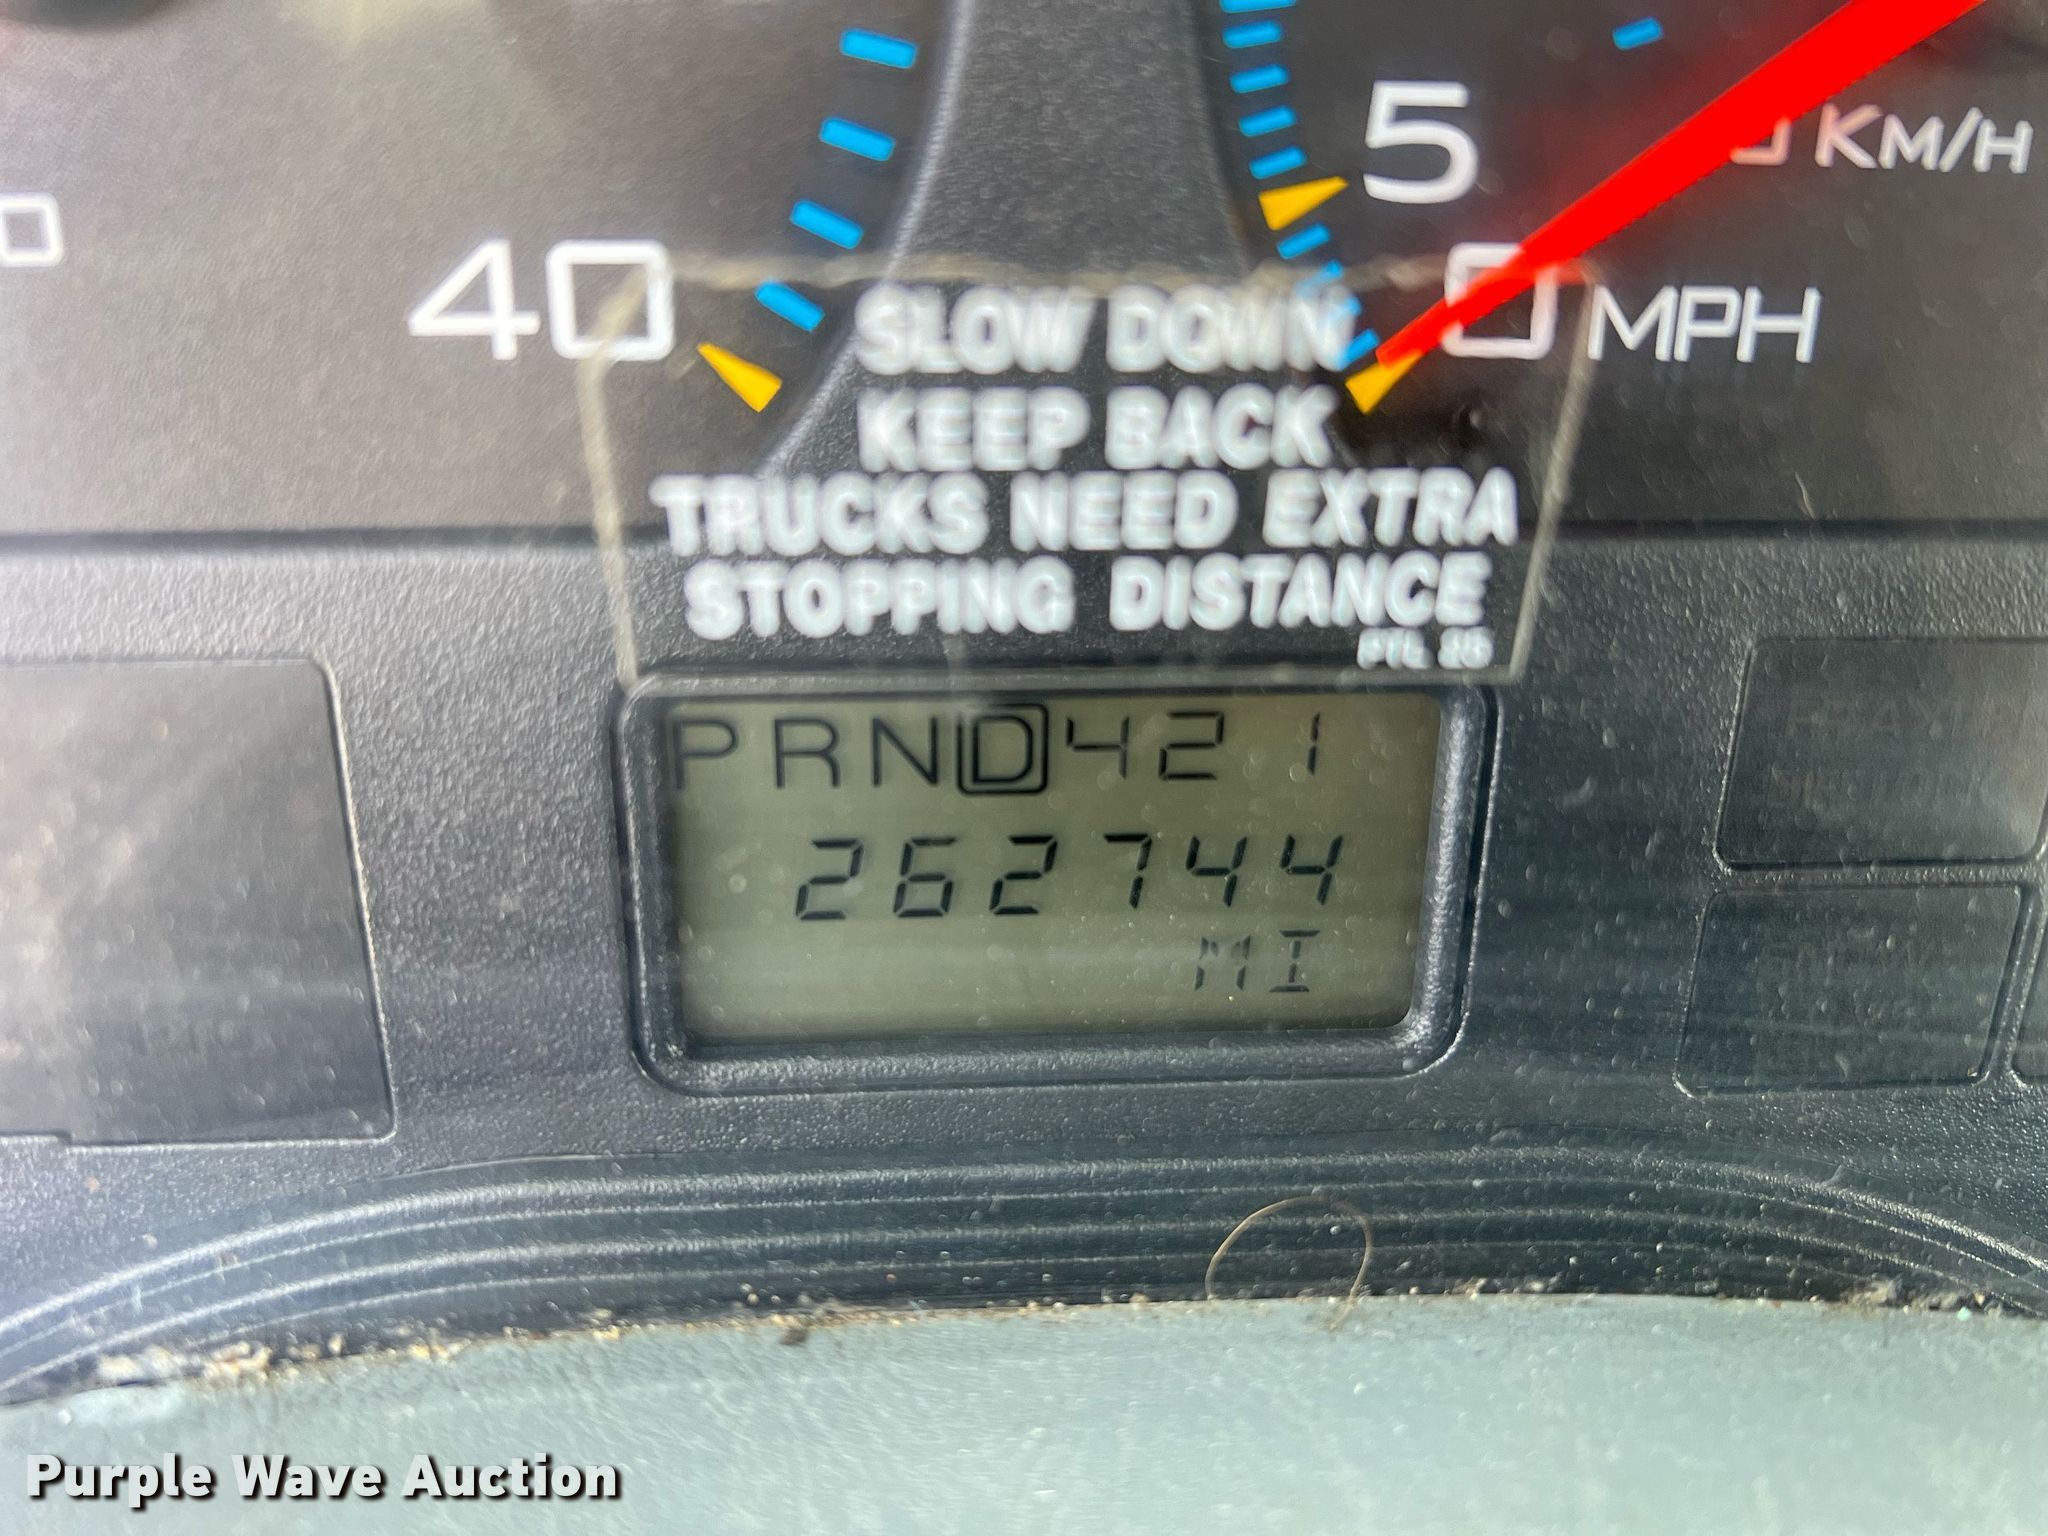 5
KM/H
40
0 MPH
SLOW DOWN
KEEP BACK
TRUCKS NEED EXTRA
STOPPING DISTANCE
PRND421
262744
MI
Purple Wave Auction